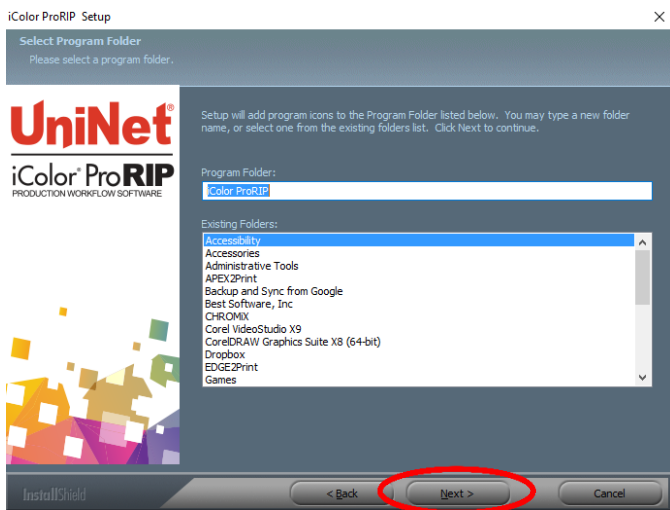 iColor ProRIP Setup
Select Program Folder
Please select a program folder.
UniNet®
iColor® ProRIP
PRODUCTION WORKFLOW SOFTWARE
Setup will add program icons to the Program Folder listed below. You may type a new folder
name, or select one from the existing folders list. Click Next to continue.
Program Folder:
iColor ProRIP
Existing Folders:
Accessibility
Accessories
Administrative Tools
APEX2Print
Backup and Sync from Google
Best Software, Inc
CHROMiX
Corel VideoStudio X9
CorelDRAW Graphics Suite X8 (64-bit)
Dropbox
EDGE2Print
Games
InstallShield
< Back
Next >
Cancel